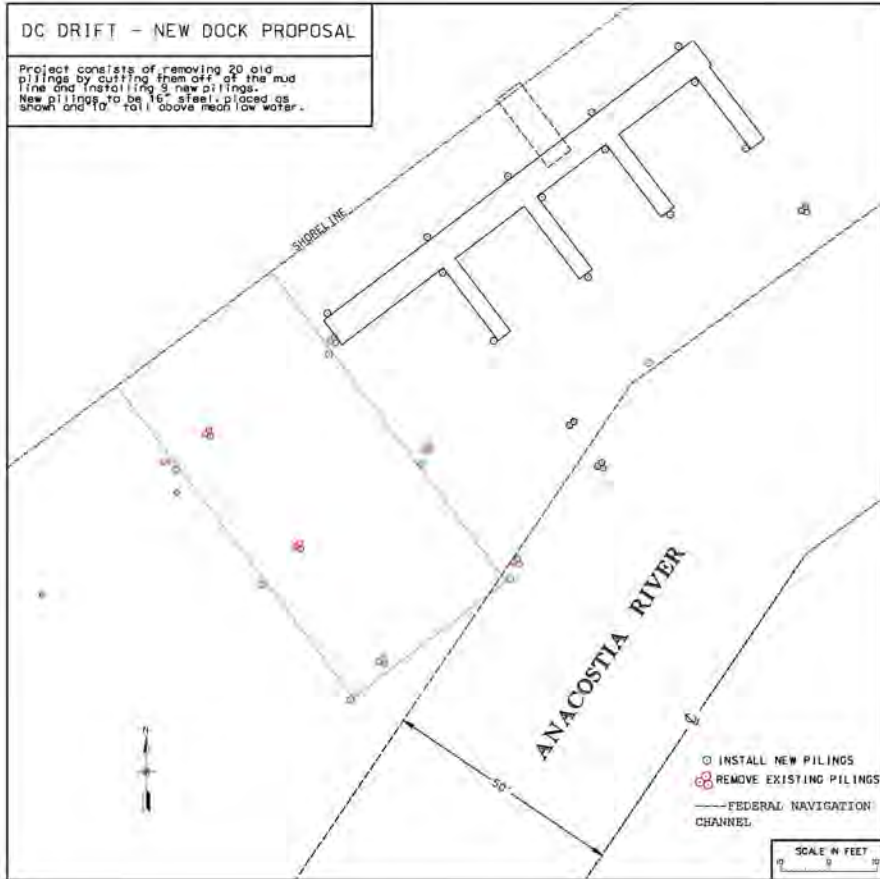 DC DRIFT - NEW DOCK PROPOSAL
Project consists of removing 20 old
pilings by cutting them off at the mud
line and installing 9 new pilings.
New pilings to be 16" steel, placed as
shown and 10' tall above mean low water.
SHORELINE
ANACOSTIA RIVER
N
50'
INSTALL NEW PILINGS
REMOVE EXISTING PILINGS
FEDERAL NAVIGATION
CHANNEL
SCALE IN FEET
10 0 10